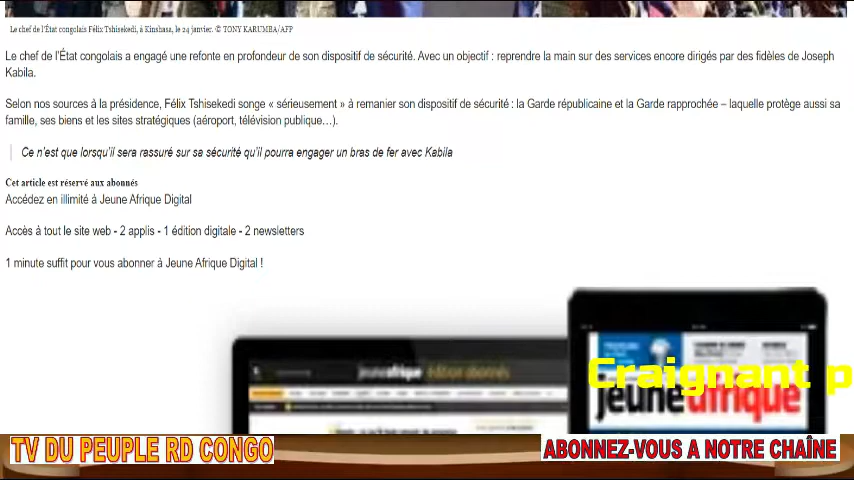 Le chef de l'État congolais Félix Tshisekedi, à Kinshasa, le 24 janvier. © TONY KARUMBA/AFP
Le chef de l'État congolais a engagé une refonte en profondeur de son dispositif de sécurité. Avec un objectif : reprendre la main sur des services encore dirigés par des fidèles de Joseph
Kabila.
Selon nos sources à la présidence, Félix Tshisekedi songe « sérieusement » à remanier son dispositif de sécurité : la Garde républicaine et la Garde rapprochée – laquelle protège aussi sa
famille, ses biens et les sites stratégiques (aéroport, télévision publique…).
Ce n'est que lorsqu'il sera rassuré sur sa sécurité qu'il pourra engager un bras de fer avec Kabila
Cet article est réservé aux abonnés
Accédez en illimité à Jeune Afrique Digital
Accès à tout le site web - 2 applis - 1 édition digitale - 2 newsletters
1 minute suffit pour vous abonner à Jeune Afrique Digital !
jeuneafrique
Craignant p
jeuneafrique
TV DU PEUPLE RD CONGO
ABONNEZ-VOUS A NOTRE CHAÎNE